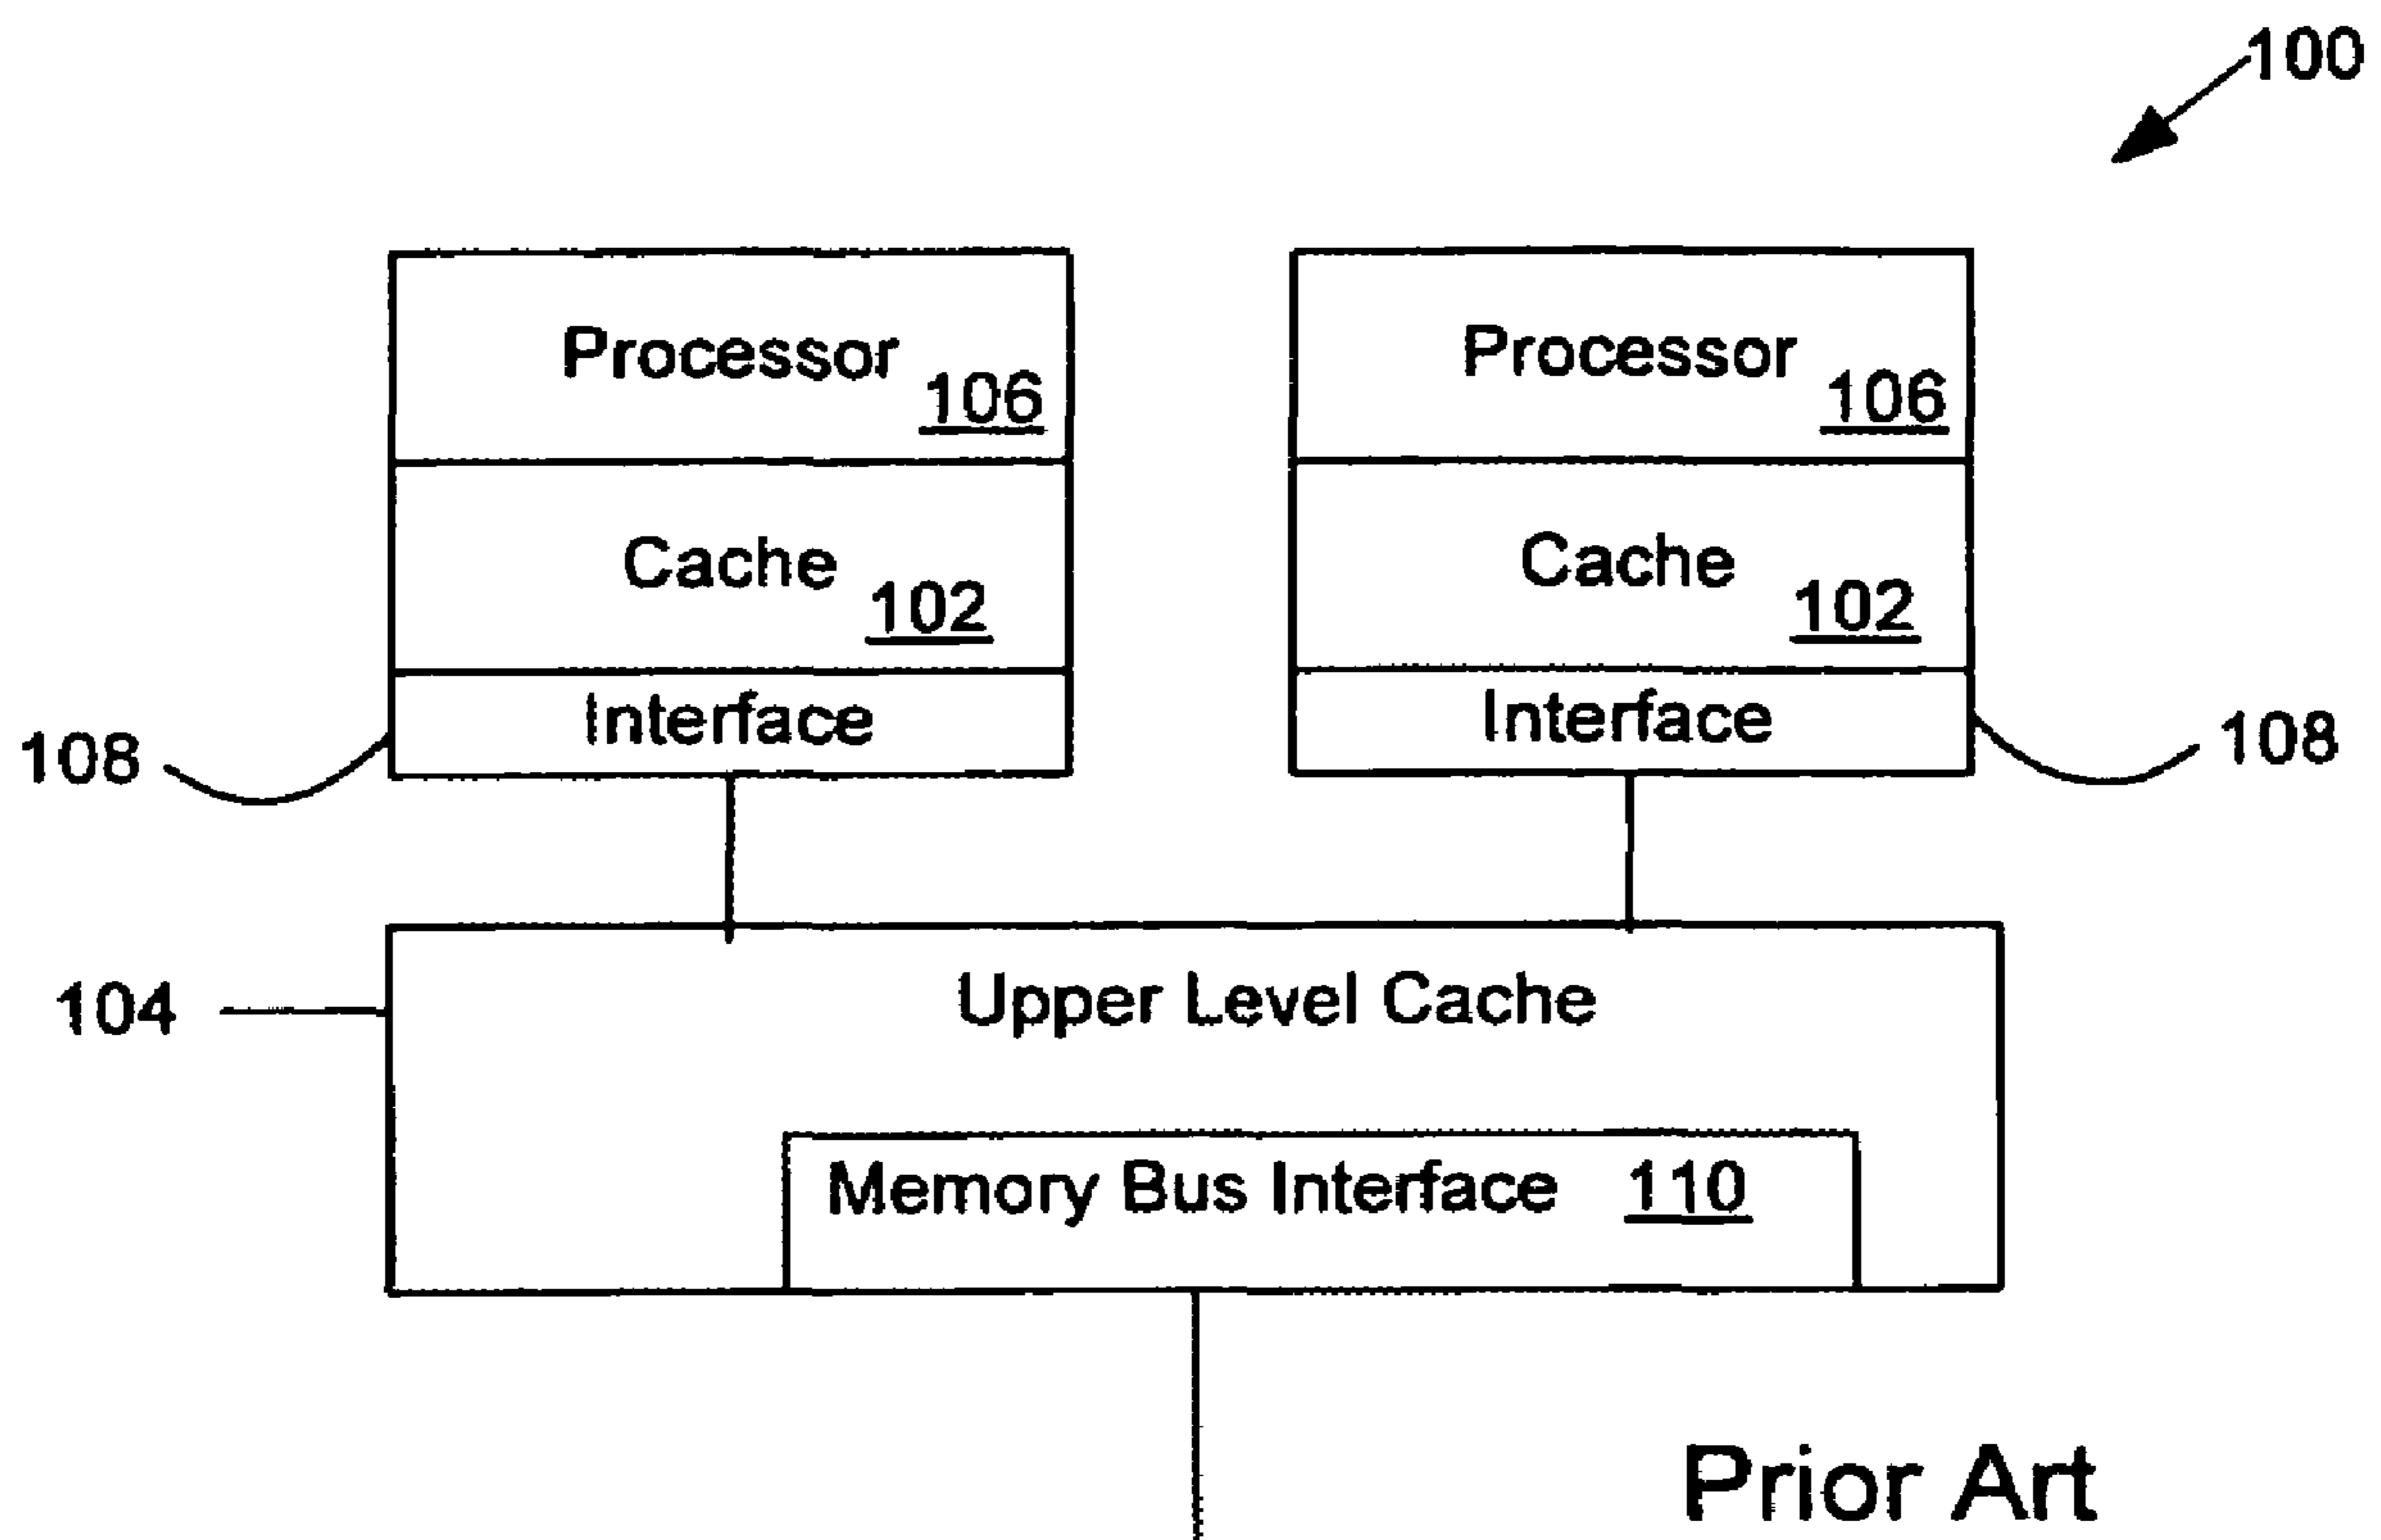 100
Processor
106
Processor
106
Cache
102
Cache
102
Interface
Interface
108
108
Upper Level Cache
104
Memory Bus Interface 110
Prior Art